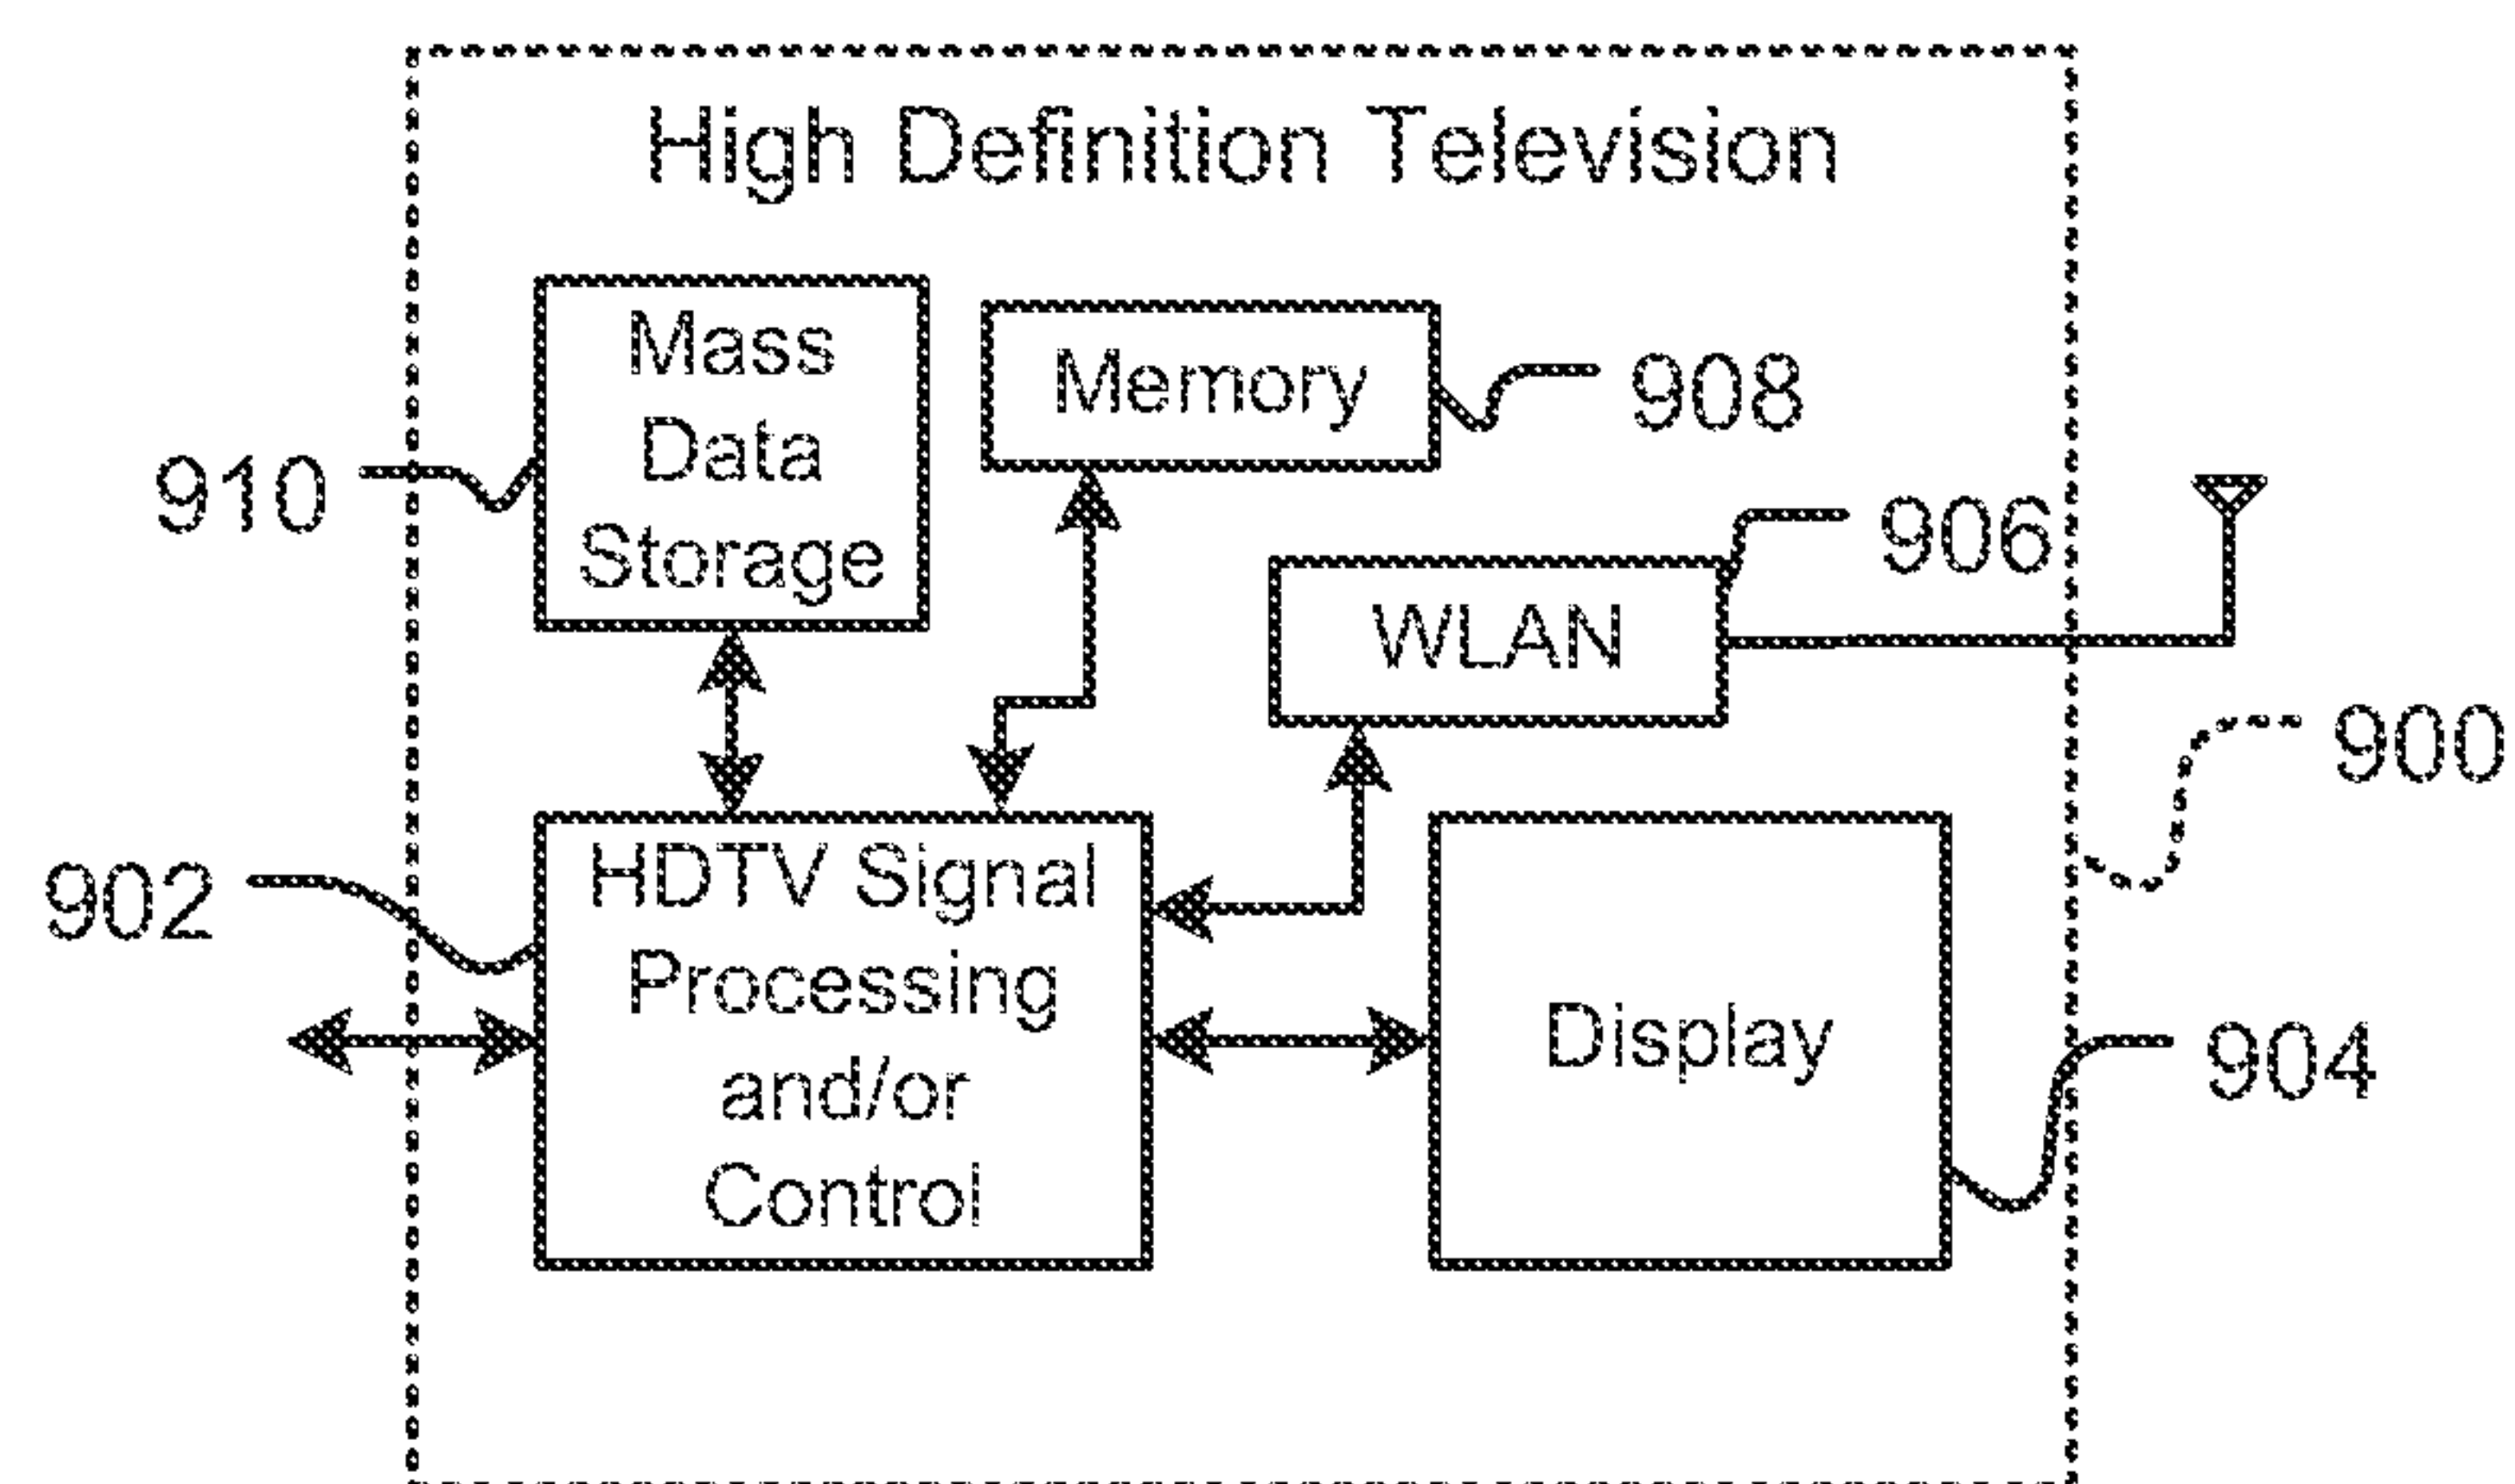 High Definition Television
Mass
Data
Storage
Memory
908
910
906
WLAN
900
902
HDTV Signal
Processing
and/or
Control
Display
904